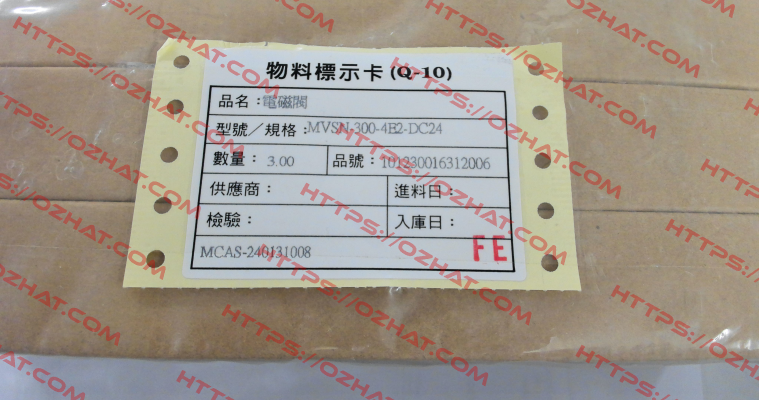 物料標示卡(Q-10)
品名：電磁閥
型號／規格：MVSN-300-4E2-DC24
數量： 3.00 品號：101230016312006
供應商： 進料日：
檢驗： 入庫日：
MCAS-240131008 FE
HTTPS://OZHAT.COM